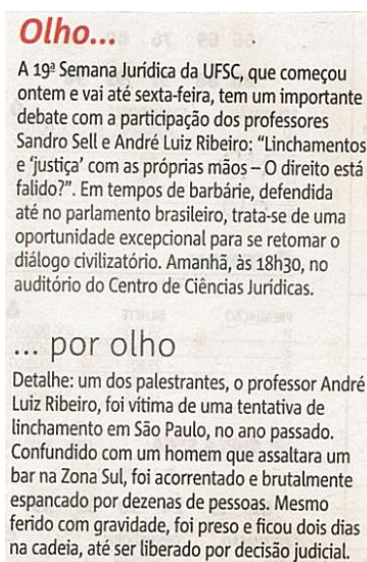 Olho...
A 19ª Semana Jurídica da UFSC, que começou
ontem e vai até sexta-feira, tem um importante
debate com a participação dos professores
Sandro Sell e André Luiz Ribeiro: “Linchamentos
e ‘justiça’ com as próprias mãos – O direito está
falido?”. Em tempos de barbárie, defendida
até no parlamento brasileiro, trata-se de uma
oportunidade excepcional para se retomar o
diálogo civilizatório. Amanhã, às 18h30, no
auditório do Centro de Ciências Jurídicas.
... por olho
Detalhe: um dos palestrantes, o professor André
Luiz Ribeiro, foi vítima de uma tentativa de
linchamento em São Paulo, no ano passado.
Confundido com um homem que assaltara um
bar na Zona Sul, foi acorrentado e brutalmente
espancado por dezenas de pessoas. Mesmo
ferido com gravidade, foi preso e ficou dois dias
na cadeia, até ser liberado por decisão judicial.